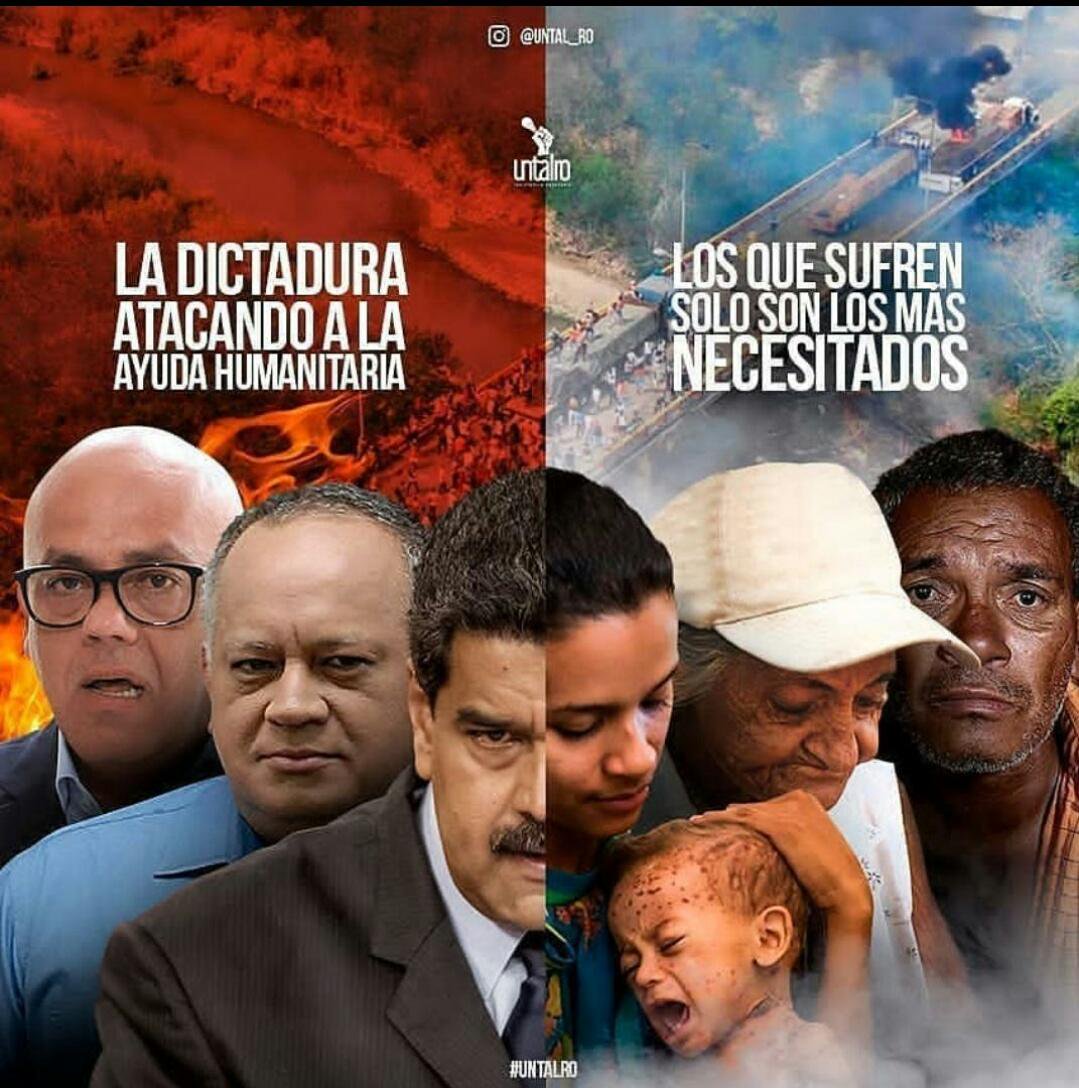 @UNTAL_RO
untalro
LA DICTADURA
ATACANDO A LA
AYUDA HUMANITARIA
LOS QUE SUFREN
SOLO SON LOS MÁS
NECESITADOS
#UNTALRO